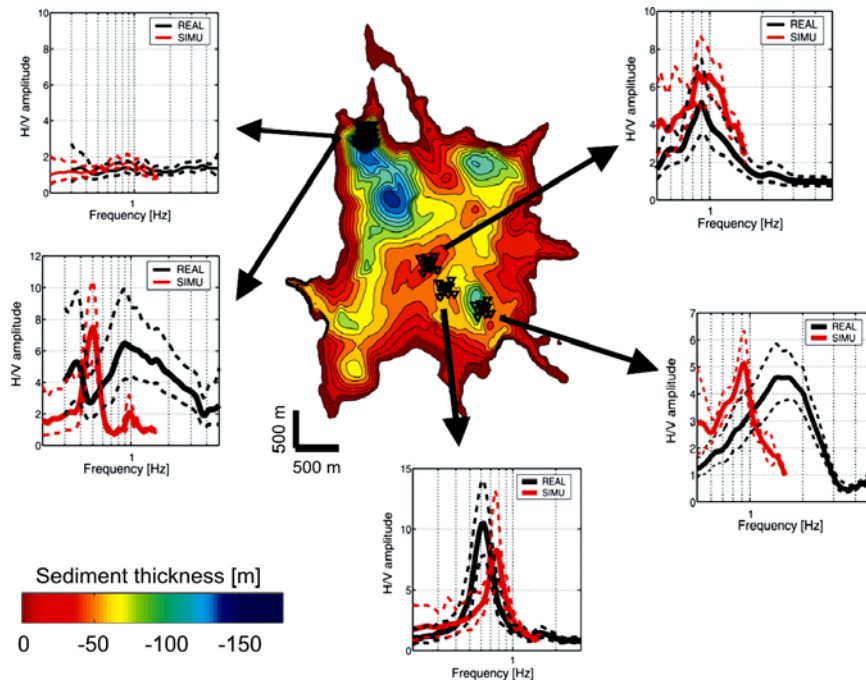 10
8
6
4
2
0
H/V amplitude
REAL
SIMU
1
Frequency [Hz]
10
8
6
4
2
0
H/V amplitude
REAL
SIMU
1
Frequency [Hz]
12
10
8
6
4
2
0
H/V amplitude
REAL
SIMU
1
Frequency [Hz]
7
6
5
4
3
2
1
0
H/V amplitude
REAL
SIMU
1
Frequency [Hz]
500 m
500 m
15
10
5
0
H/V amplitude
REAL
SIMU
1
Frequency [Hz]
Sediment thickness [m]
0 -50 -100 -150